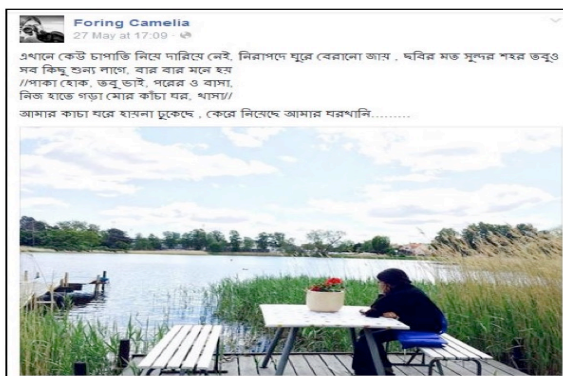 Foring Camelia
27 May at 17:09 ·
এখানে কেউ চাপাতি নিয়ে দারিয়ে নেই, নিরাপদে ঘুরে বেরানো জায় , ছবির মত সুন্দর শহর তবুও
সব কিছু শুন্য লাগে, বার বার মনে হয়
//পাকা হোক, তবু ভাই, পরের ও বাসা,
নিজ হাতে গড়া মোর কাঁচা ঘর, খাসা//
আমার কাচা ঘরে হায়না ঢুকেছে , কেরে নিয়েছে আমার ঘরখানি.........